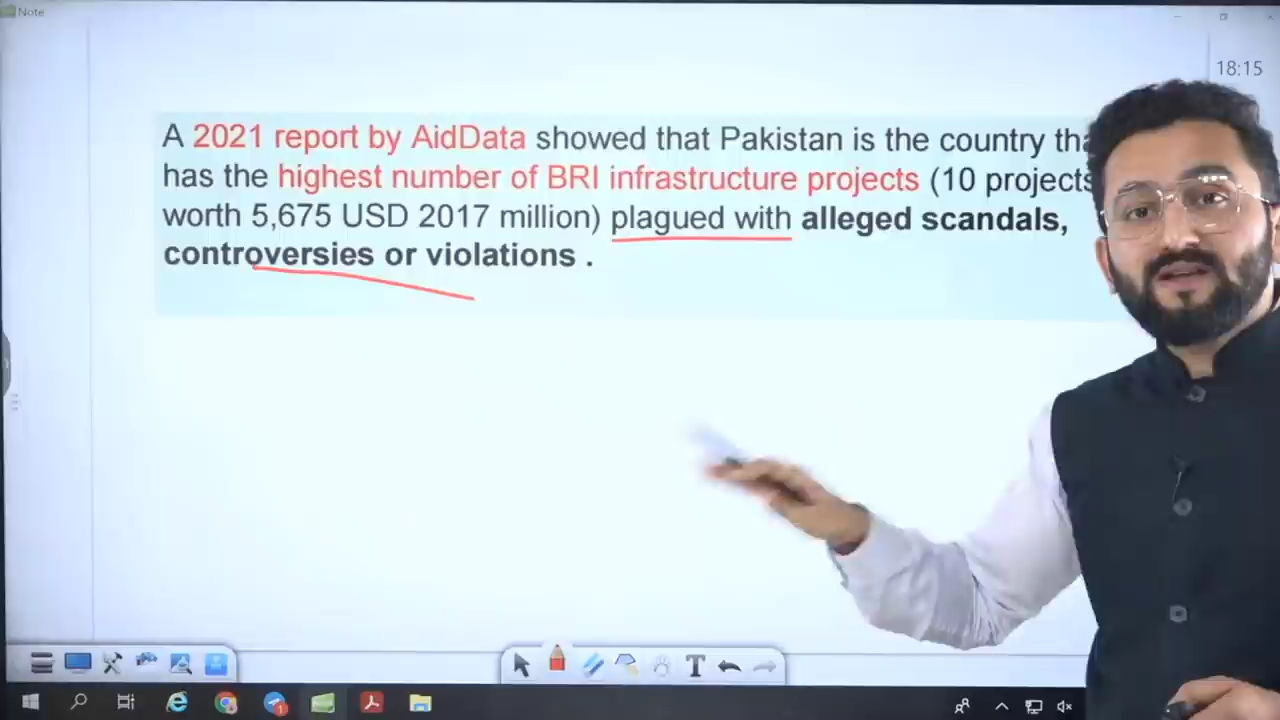 Note
18:15
A 2021 report by AidData showed that Pakistan is the country
has the highest number of BRI infrastructure projects (10 projects
worth 5,675 USD 2017 million) plagued with alleged scandals,
controversies or violations .
T
1